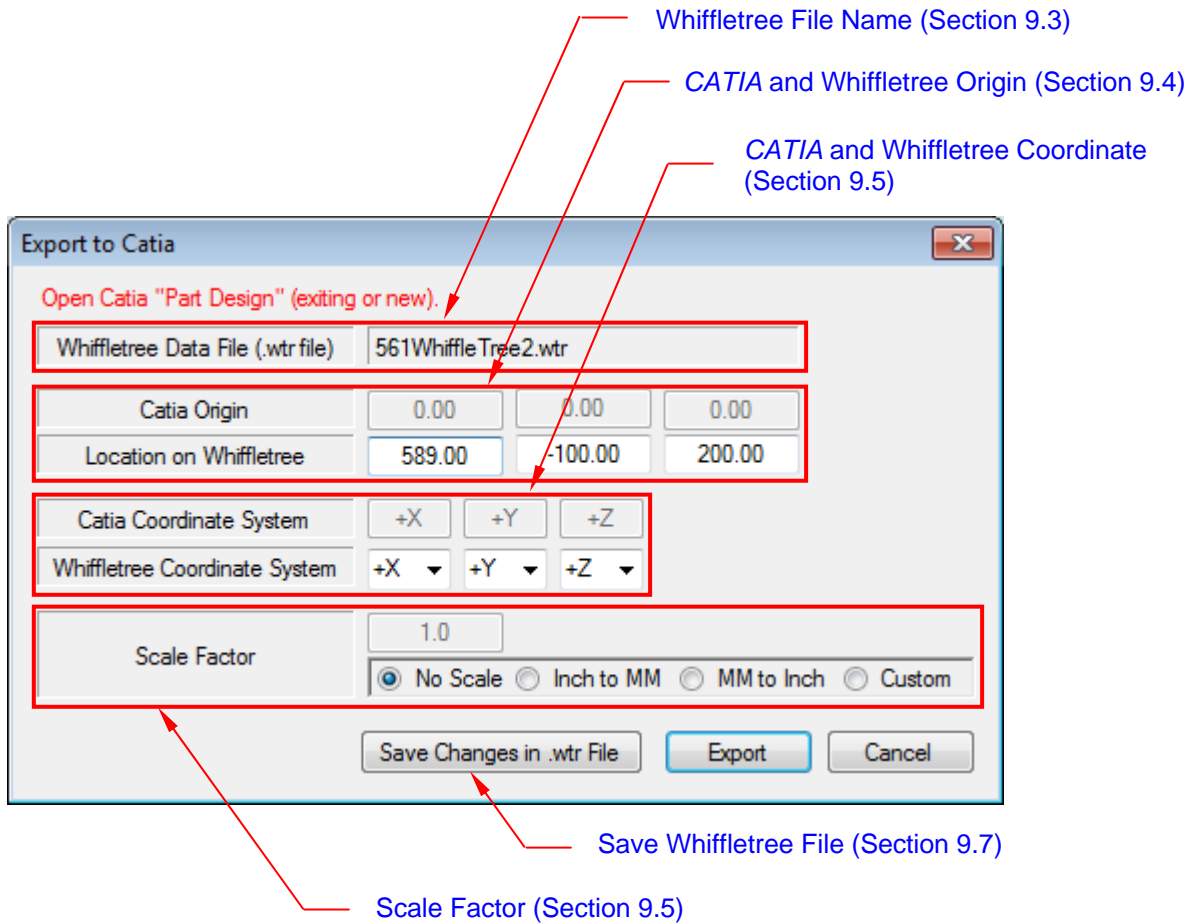 Whiffletree File Name (Section 9.3)
CATIA and Whiffletree Origin (Section 9.4)
CATIA and Whiffletree Coordinate
(Section 9.5)
Export to Catia
Open Catia "Part Design" (exiting or new).
Whiffletree Data File (.wtr file) 561WhiffleTree2.wtr
Catia Origin 0.00 0.00 0.00
Location on Whiffletree 589.00 -100.00 200.00
Catia Coordinate System +X +Y +Z
Whiffletree Coordinate System +X +Y +Z
1.0
Scale Factor
No Scale Inch to MM MM to Inch Custom
Save Changes in .wtr File Export Cancel
Save Whiffletree File (Section 9.7)
Scale Factor (Section 9.5)